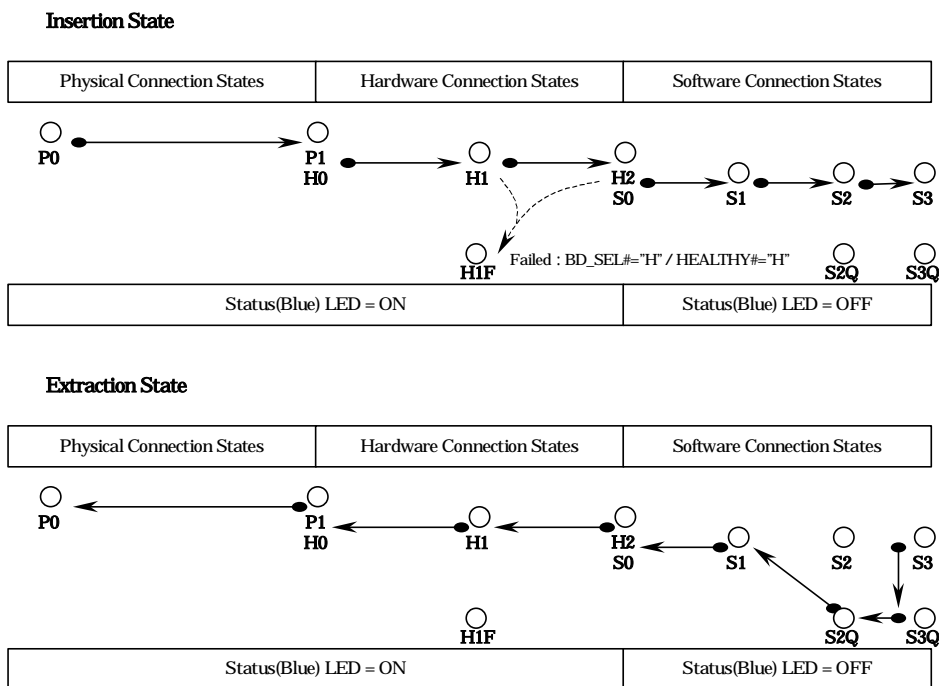 Insertion State
Physical Connection States
Hardware Connection States
Software Connection States
P0
P1
H0
H1
H2
S0
S1
S2
S3
H1F
Failed : BD_SEL#="H" / HEALTHY#="H"
S2Q
S3Q
Status(Blue) LED = ON
Status(Blue) LED = OFF
Extraction State
Physical Connection States
Hardware Connection States
Software Connection States
P0
P1
H0
H1
H2
S0
S1
S2
S3
H1F
S2Q
S3Q
Status(Blue) LED = ON
Status(Blue) LED = OFF